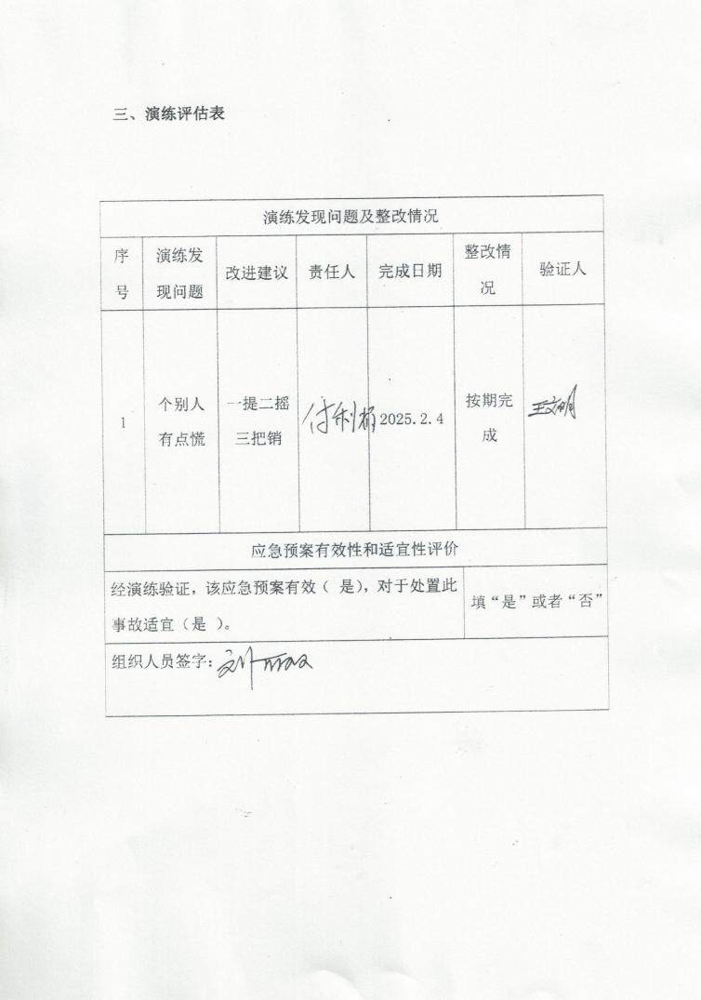 三、演练评估表
演练发现问题及整改情况
序号 演练发现问题 改进建议 责任人 完成日期 整改情况 验证人
1 个别人有点慌 一提二摇三把销 付利梅 2025.2.4 按期完成 王文明
应急预案有效性和适宜性评价
经演练验证，该应急预案有效（ 是），对于处置此
事故适宜（是 ）。
填“是”或者“否”
组织人员签字：